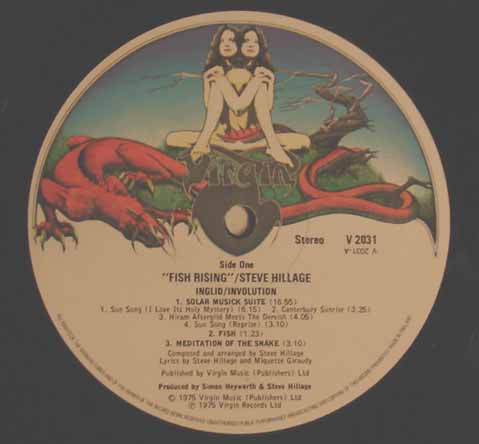 Virgin
Stereo V 2031
V 2031-A
Side One
"FISH RISING"/STEVE HILLAGE
INGLID/INVOLUTION
1. SOLAR MUSICK SUITE (16.55)
1. Sun Song (I Love Its Holy Mystery) (6.15) 2. Canterbury Sunrise (3.25)
3. Hiram Afterglid Meets The Dervish (4.05)
4. Sun Song (Reprise) (3.10)
2. FISH (1.23)
3. MEDITATION OF THE SNAKE (3.10)
Composed and arranged by Steve Hillage
Lyrics by Steve Hillage and Miquette Giraudy
Published by Virgin Music (Publishers) Ltd
Produced by Simon Heyworth & Steve Hillage
© 1975 Virgin Music (Publishers) Ltd
℗ 1975 Virgin Records Ltd